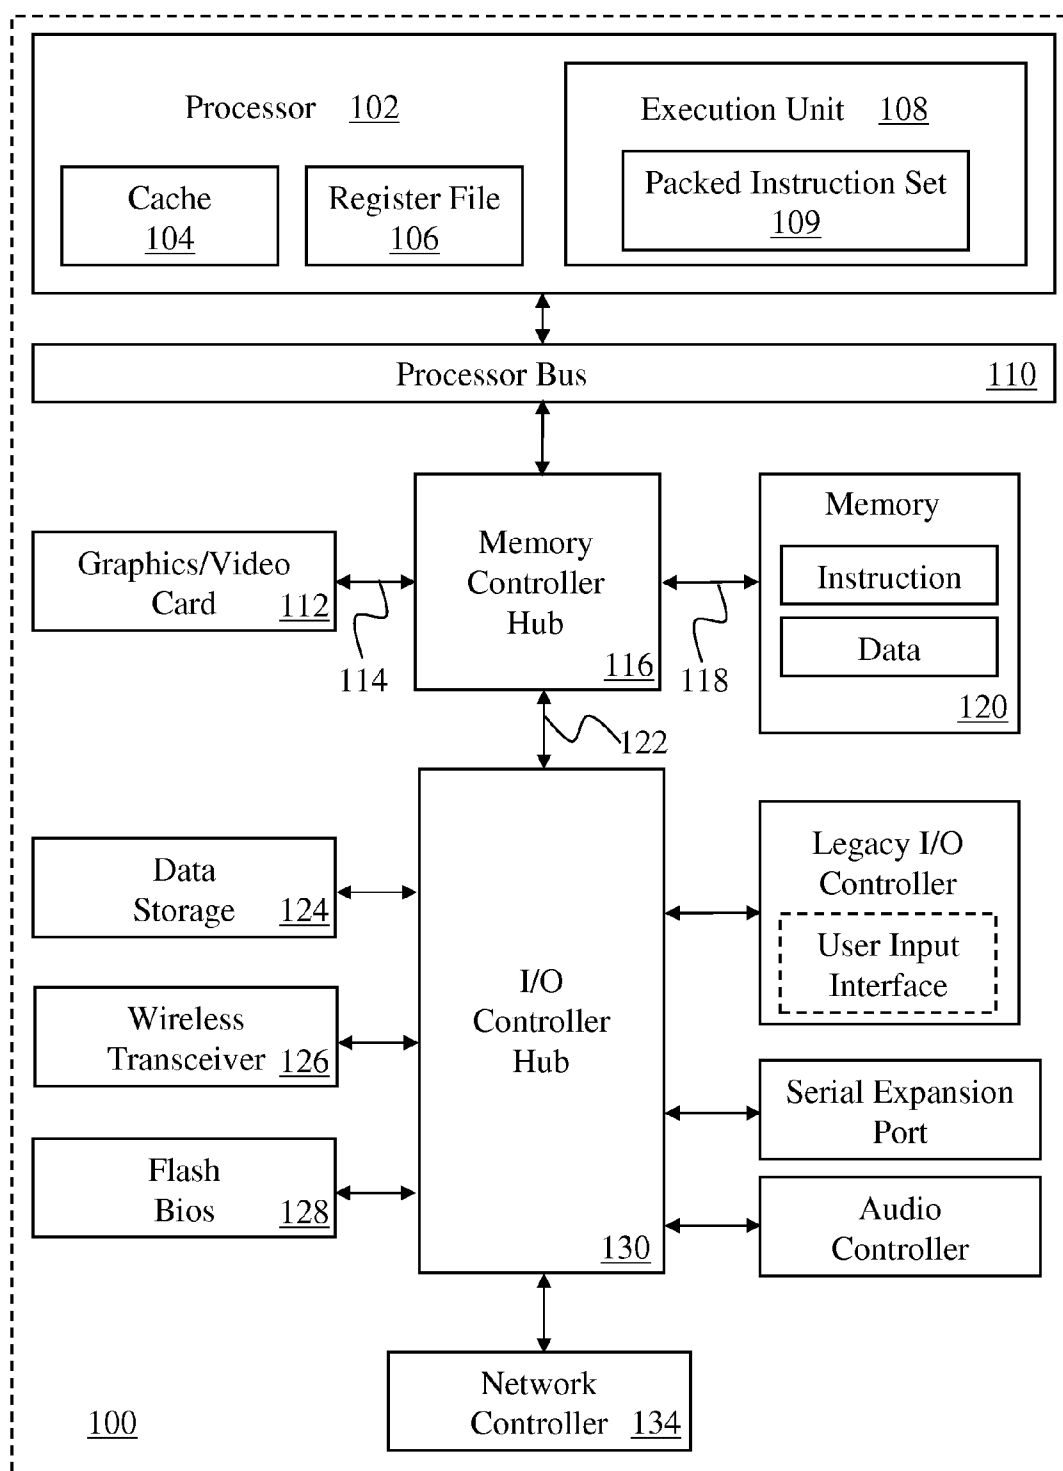 Processor 102
Execution Unit 108
Cache
104
Register File
106
Packed Instruction Set
109
Processor Bus 110
Graphics/Video
Card 112
114
Memory
Controller
Hub
116
118
Memory
Instruction
Data
120
122
Data
Storage 124
Wireless
Transceiver 126
Flash
Bios 128
I/O
Controller
Hub
130
Legacy I/O
Controller
User Input
Interface
Serial Expansion
Port
Audio
Controller
Network
Controller 134
100